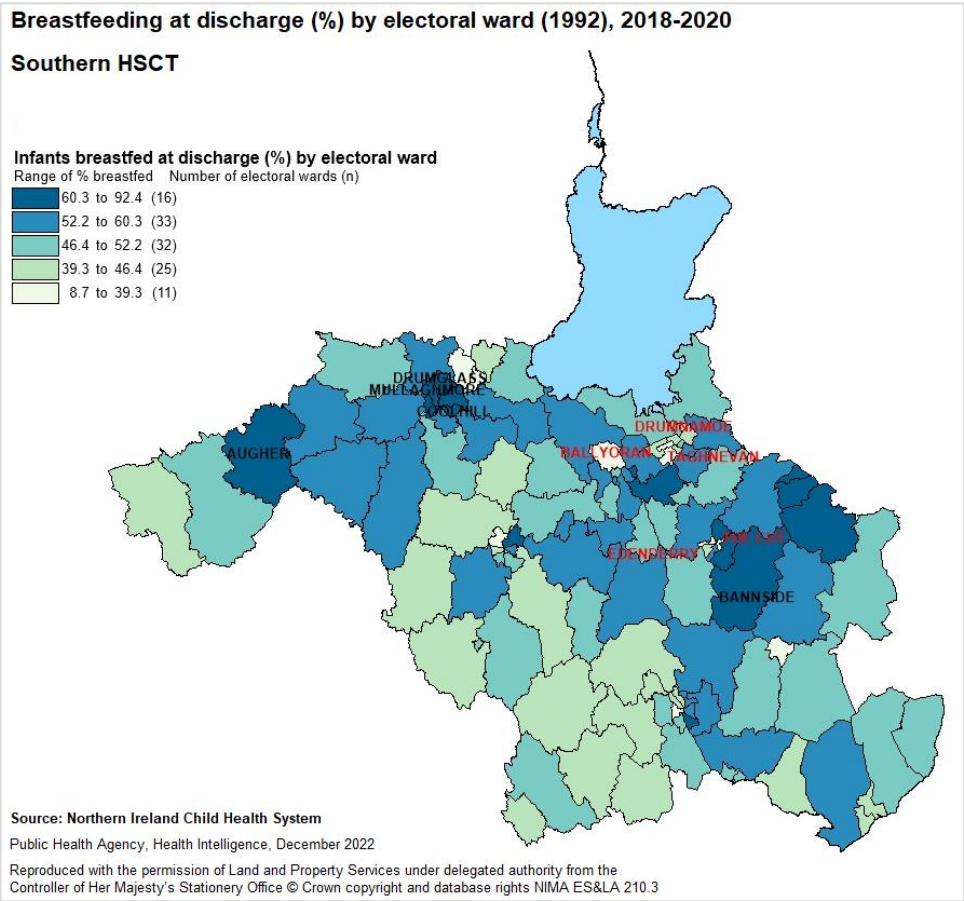 Breastfeeding at discharge (%) by electoral ward (1992), 2018-2020
Southern HSCT
Infants breastfed at discharge (%) by electoral ward
Range of % breastfed Number of electoral wards (n)
60.3 to 92.4 (16)
52.2 to 60.3 (33)
46.4 to 52.2 (32)
39.3 to 46.4 (25)
8.7 to 39.3 (11)
DRUMGLASS
MULLAGHMORE
COOLHILL
AUGHER
DRUMNAMOE
BALLYORAN
TAGHNEVAN
THE CUT
EDENDERRY
BANNSIDE
Source: Northern Ireland Child Health System
Public Health Agency, Health Intelligence, December 2022
Reproduced with the permission of Land and Property Services under delegated authority from the
Controller of Her Majesty's Stationery Office © Crown copyright and database rights NIMA ES&LA 210.3